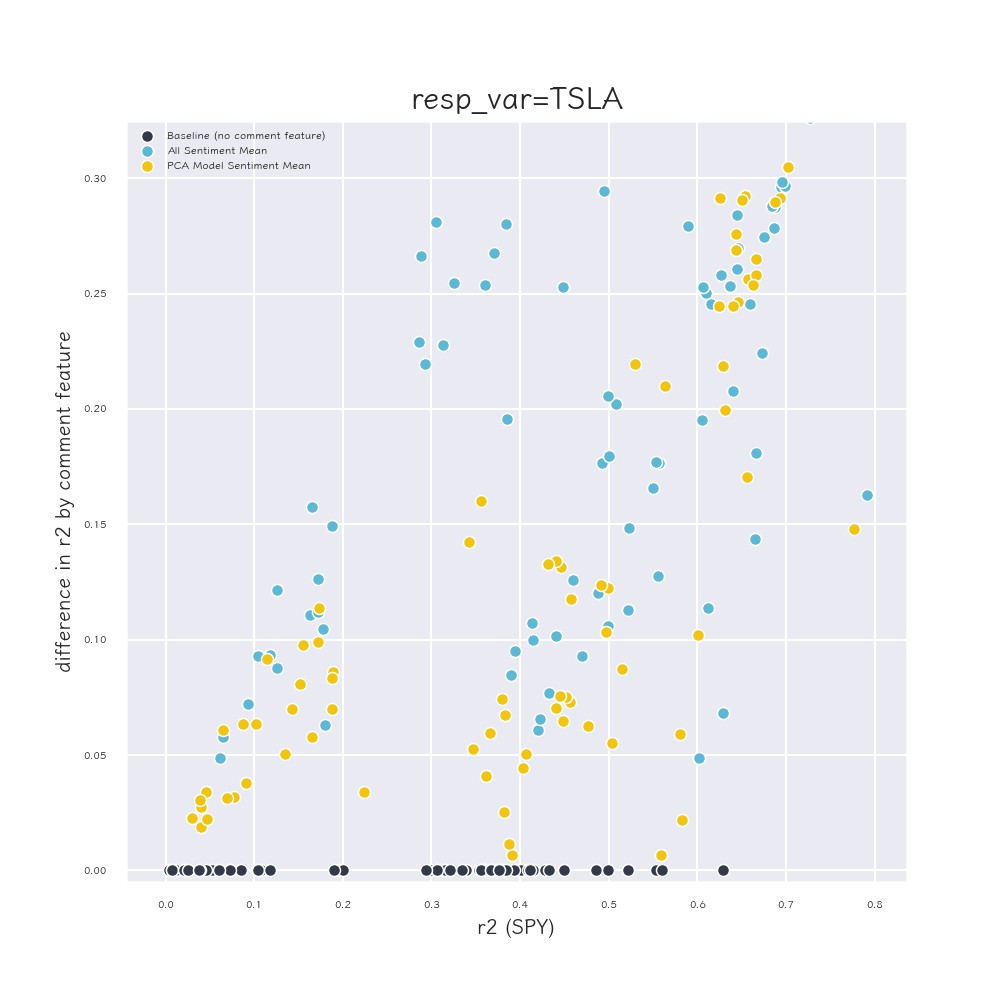 resp_var=TSLA
Baseline (no comment feature)
All Sentiment Mean
PCA Model Sentiment Mean
difference in r2 by comment feature
0.30
0.25
0.20
0.15
0.10
0.05
0.00
0.0 0.1 0.2 0.3 0.4 0.5 0.6 0.7 0.8
r2 (SPY)